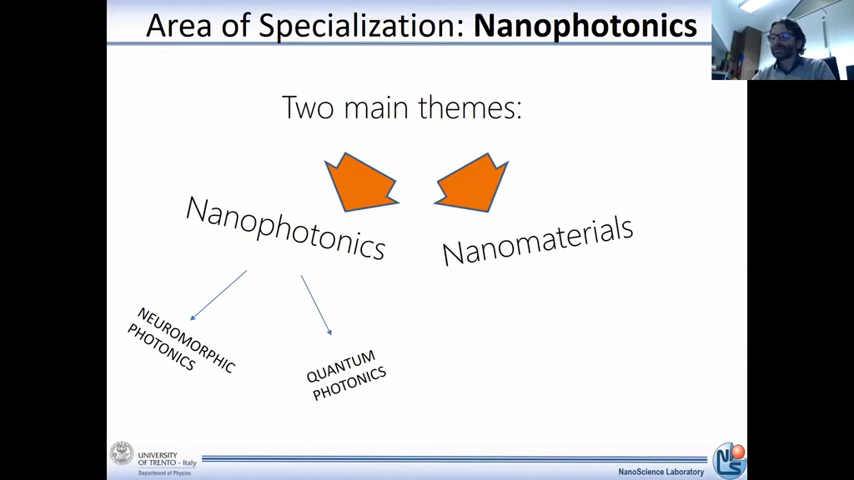 Area of Specialization: Nanophotonics
Two main themes:
Nanophotonics
Nanomaterials
NEUROMORPHIC
PHOTONICS
QUANTUM
PHOTONICS
UNIVERSITY
OF TRENTO - Italy
Department of Physics
NanoScience Laboratory